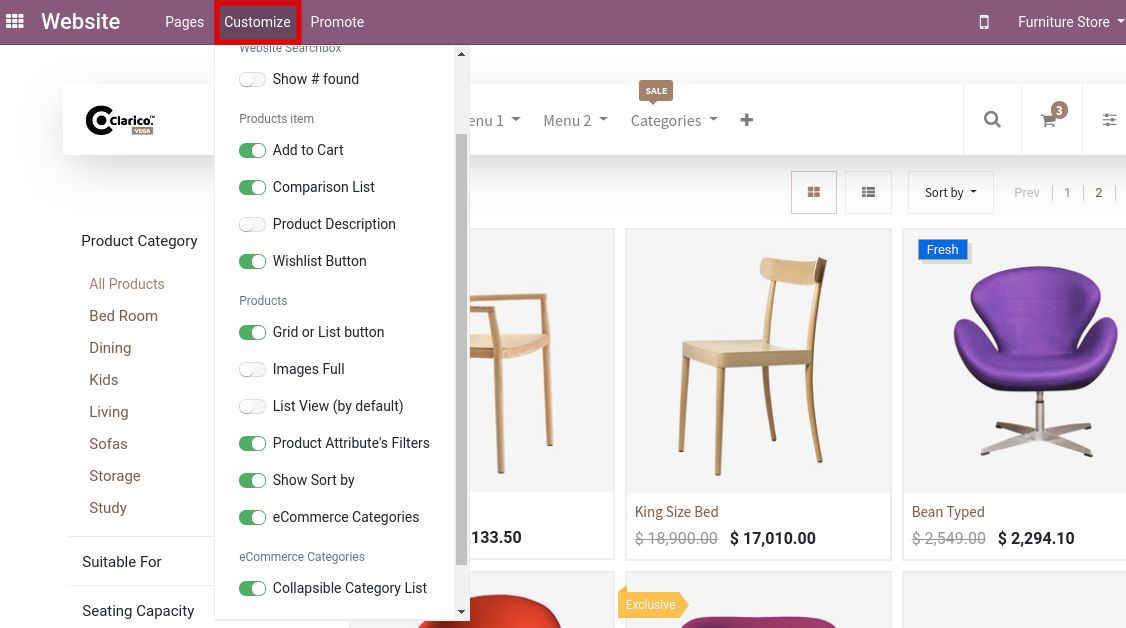 Website Pages Customize Promote Furniture Store
Website Searchbox
Show # found
Products item
Add to Cart
Comparison List
Product Description
Wishlist Button
Products
Grid or List button
Images Full
List View (by default)
Product Attribute's Filters
Show Sort by
eCommerce Categories
eCommerce Categories
Collapsible Category List
Clarico.™
VEGA
SALE
enu 1 Menu 2 Categories
3
Sort by Prev 1 2
Product Category
All Products
Bed Room
Dining
Kids
Living
Sofas
Storage
Study
Suitable For
Seating Capacity
Fresh
King Size Bed
Bean Typed
133.50
$ 18,900.00 $ 17,010.00
$ 2,549.00 $ 2,294.10
Exclusive